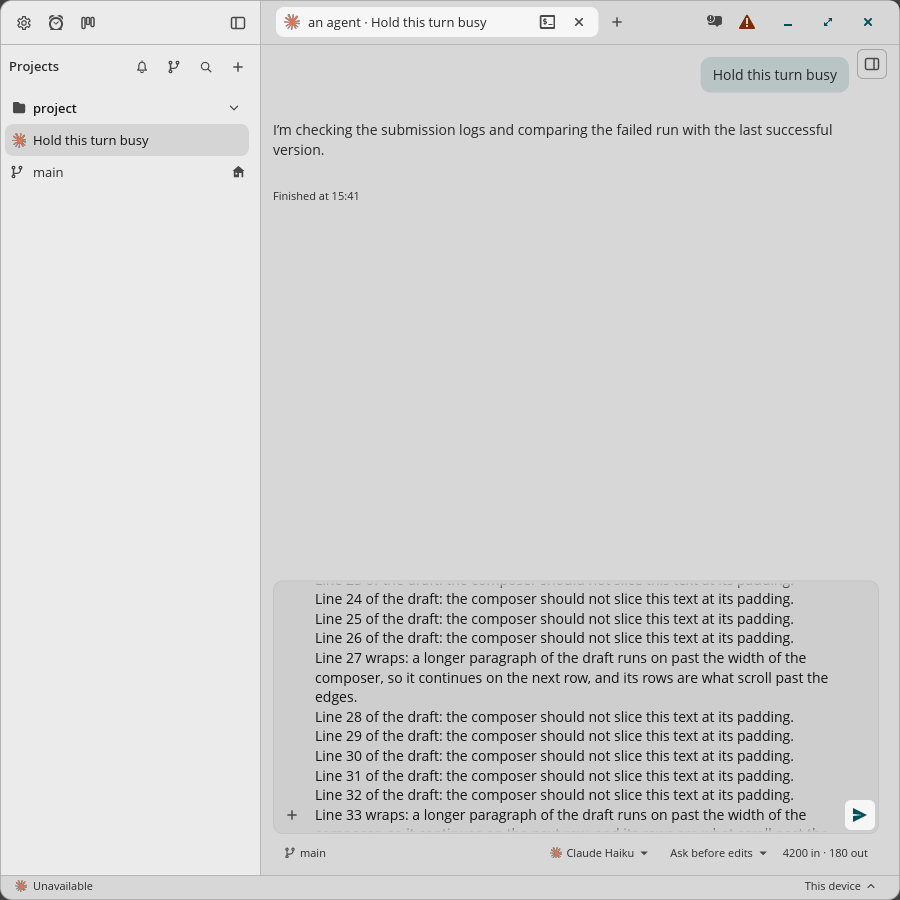 an agent · Hold this turn busy
Projects
project
Hold this turn busy
main
Hold this turn busy
I'm checking the submission logs and comparing the failed run with the last successful
version.
Finished at 15:41
Line 24 of the draft: the composer should not slice this text at its padding.
Line 25 of the draft: the composer should not slice this text at its padding.
Line 26 of the draft: the composer should not slice this text at its padding.
Line 27 wraps: a longer paragraph of the draft runs on past the width of the
composer, so it continues on the next row, and its rows are what scroll past the
edges.
Line 28 of the draft: the composer should not slice this text at its padding.
Line 29 of the draft: the composer should not slice this text at its padding.
Line 30 of the draft: the composer should not slice this text at its padding.
Line 31 of the draft: the composer should not slice this text at its padding.
Line 32 of the draft: the composer should not slice this text at its padding.
Line 33 wraps: a longer paragraph of the draft runs on past the width of the
main
Claude Haiku
Ask before edits
4200 in · 180 out
Unavailable
This device